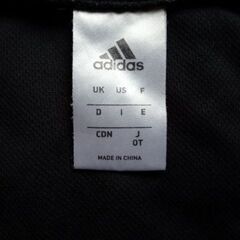 adidas
UK US F
D I E
CDN J
OT
MADE IN CHINA